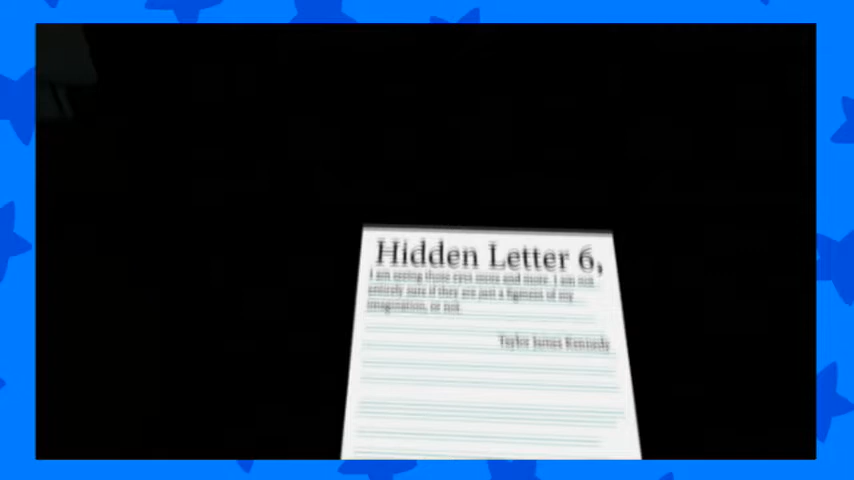 Hidden Letter 6,
I am seeing those eyes more and more. I am not
entirely sure if they are just a figment of my
imagination, or not.
Taylor James Kennedy